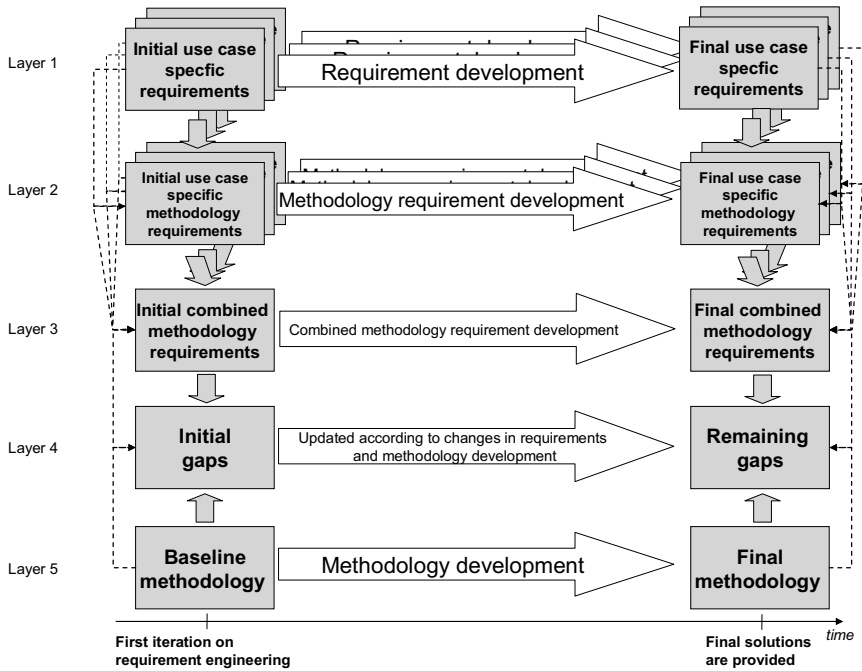 Layer 1
Initial use case
specfic
requirements
Requirement development
Final use case
specfic
requirements
Layer 2
Initial use case
specific
methodology
requirements
Methodology requirement development
Final use case
specific
methodology
requirements
Layer 3
Initial combined
methodology
requirements
Combined methodology requirement development
Final combined
methodology
requirements
Layer 4
Initial
gaps
Updated according to changes in requirements
and methodology development
Remaining
gaps
Layer 5
Baseline
methodology
Methodology development
Final
methodology
time
First iteration on
requirement engineering
Final solutions
are provided